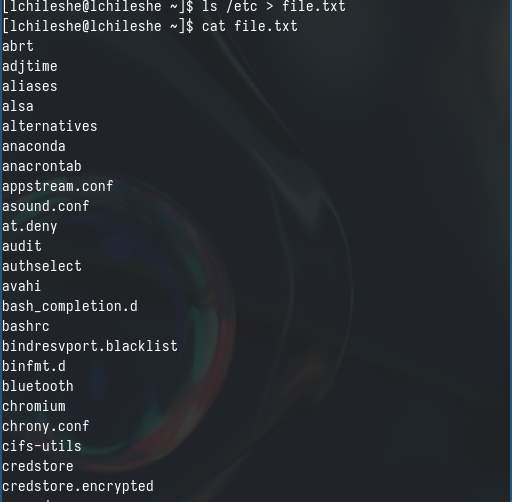 [lchileshe@lchileshe ~]$ ls /etc > file.txt
[lchileshe@lchileshe ~]$ cat file.txt
abrt
adjtime
aliases
alsa
alternatives
anaconda
anacrontab
appstream.conf
asound.conf
at.deny
audit
authselect
avahi
bash_completion.d
bashrc
bindresvport.blacklist
binfmt.d
bluetooth
chromium
chrony.conf
cifs-utils
credstore
credstore.encrypted